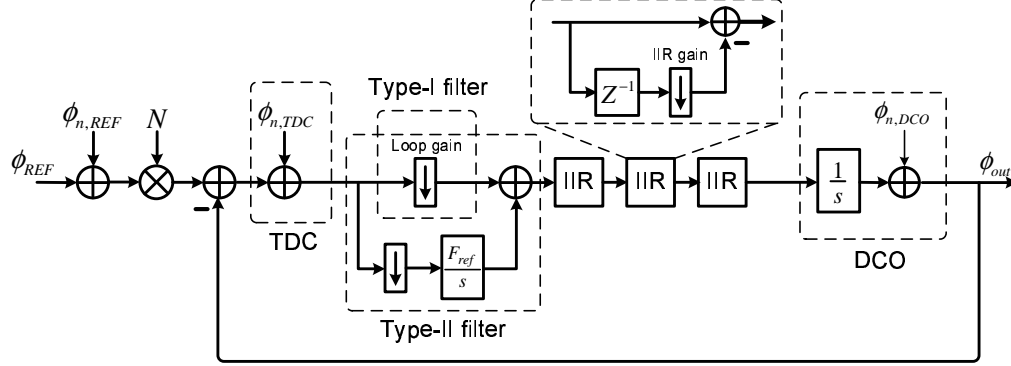 IIR gain
Z⁻¹
Type-I filter
ϕn,REF
N
ϕn,TDC
Loop gain
ϕn,DCO
ϕREF
IIR
IIR
IIR
1/s
ϕout
TDC
Fref/s
DCO
Type-II filter